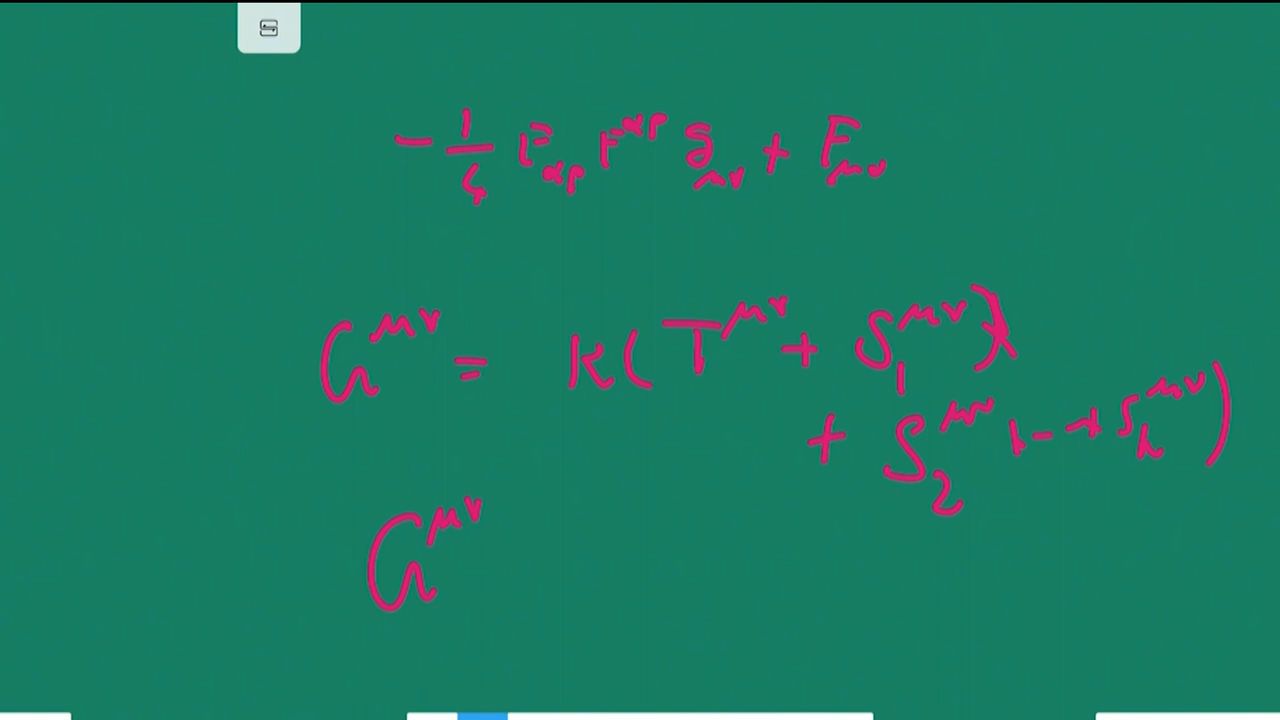 - 1/4 F_{αβ} F^{αβ} g_{μν} + F_{μν}
G^{μν} = K(T^{μν} + S_1^{μν})
+ S_2^{μν} + -- + S_n^{μν})
G^{μν}